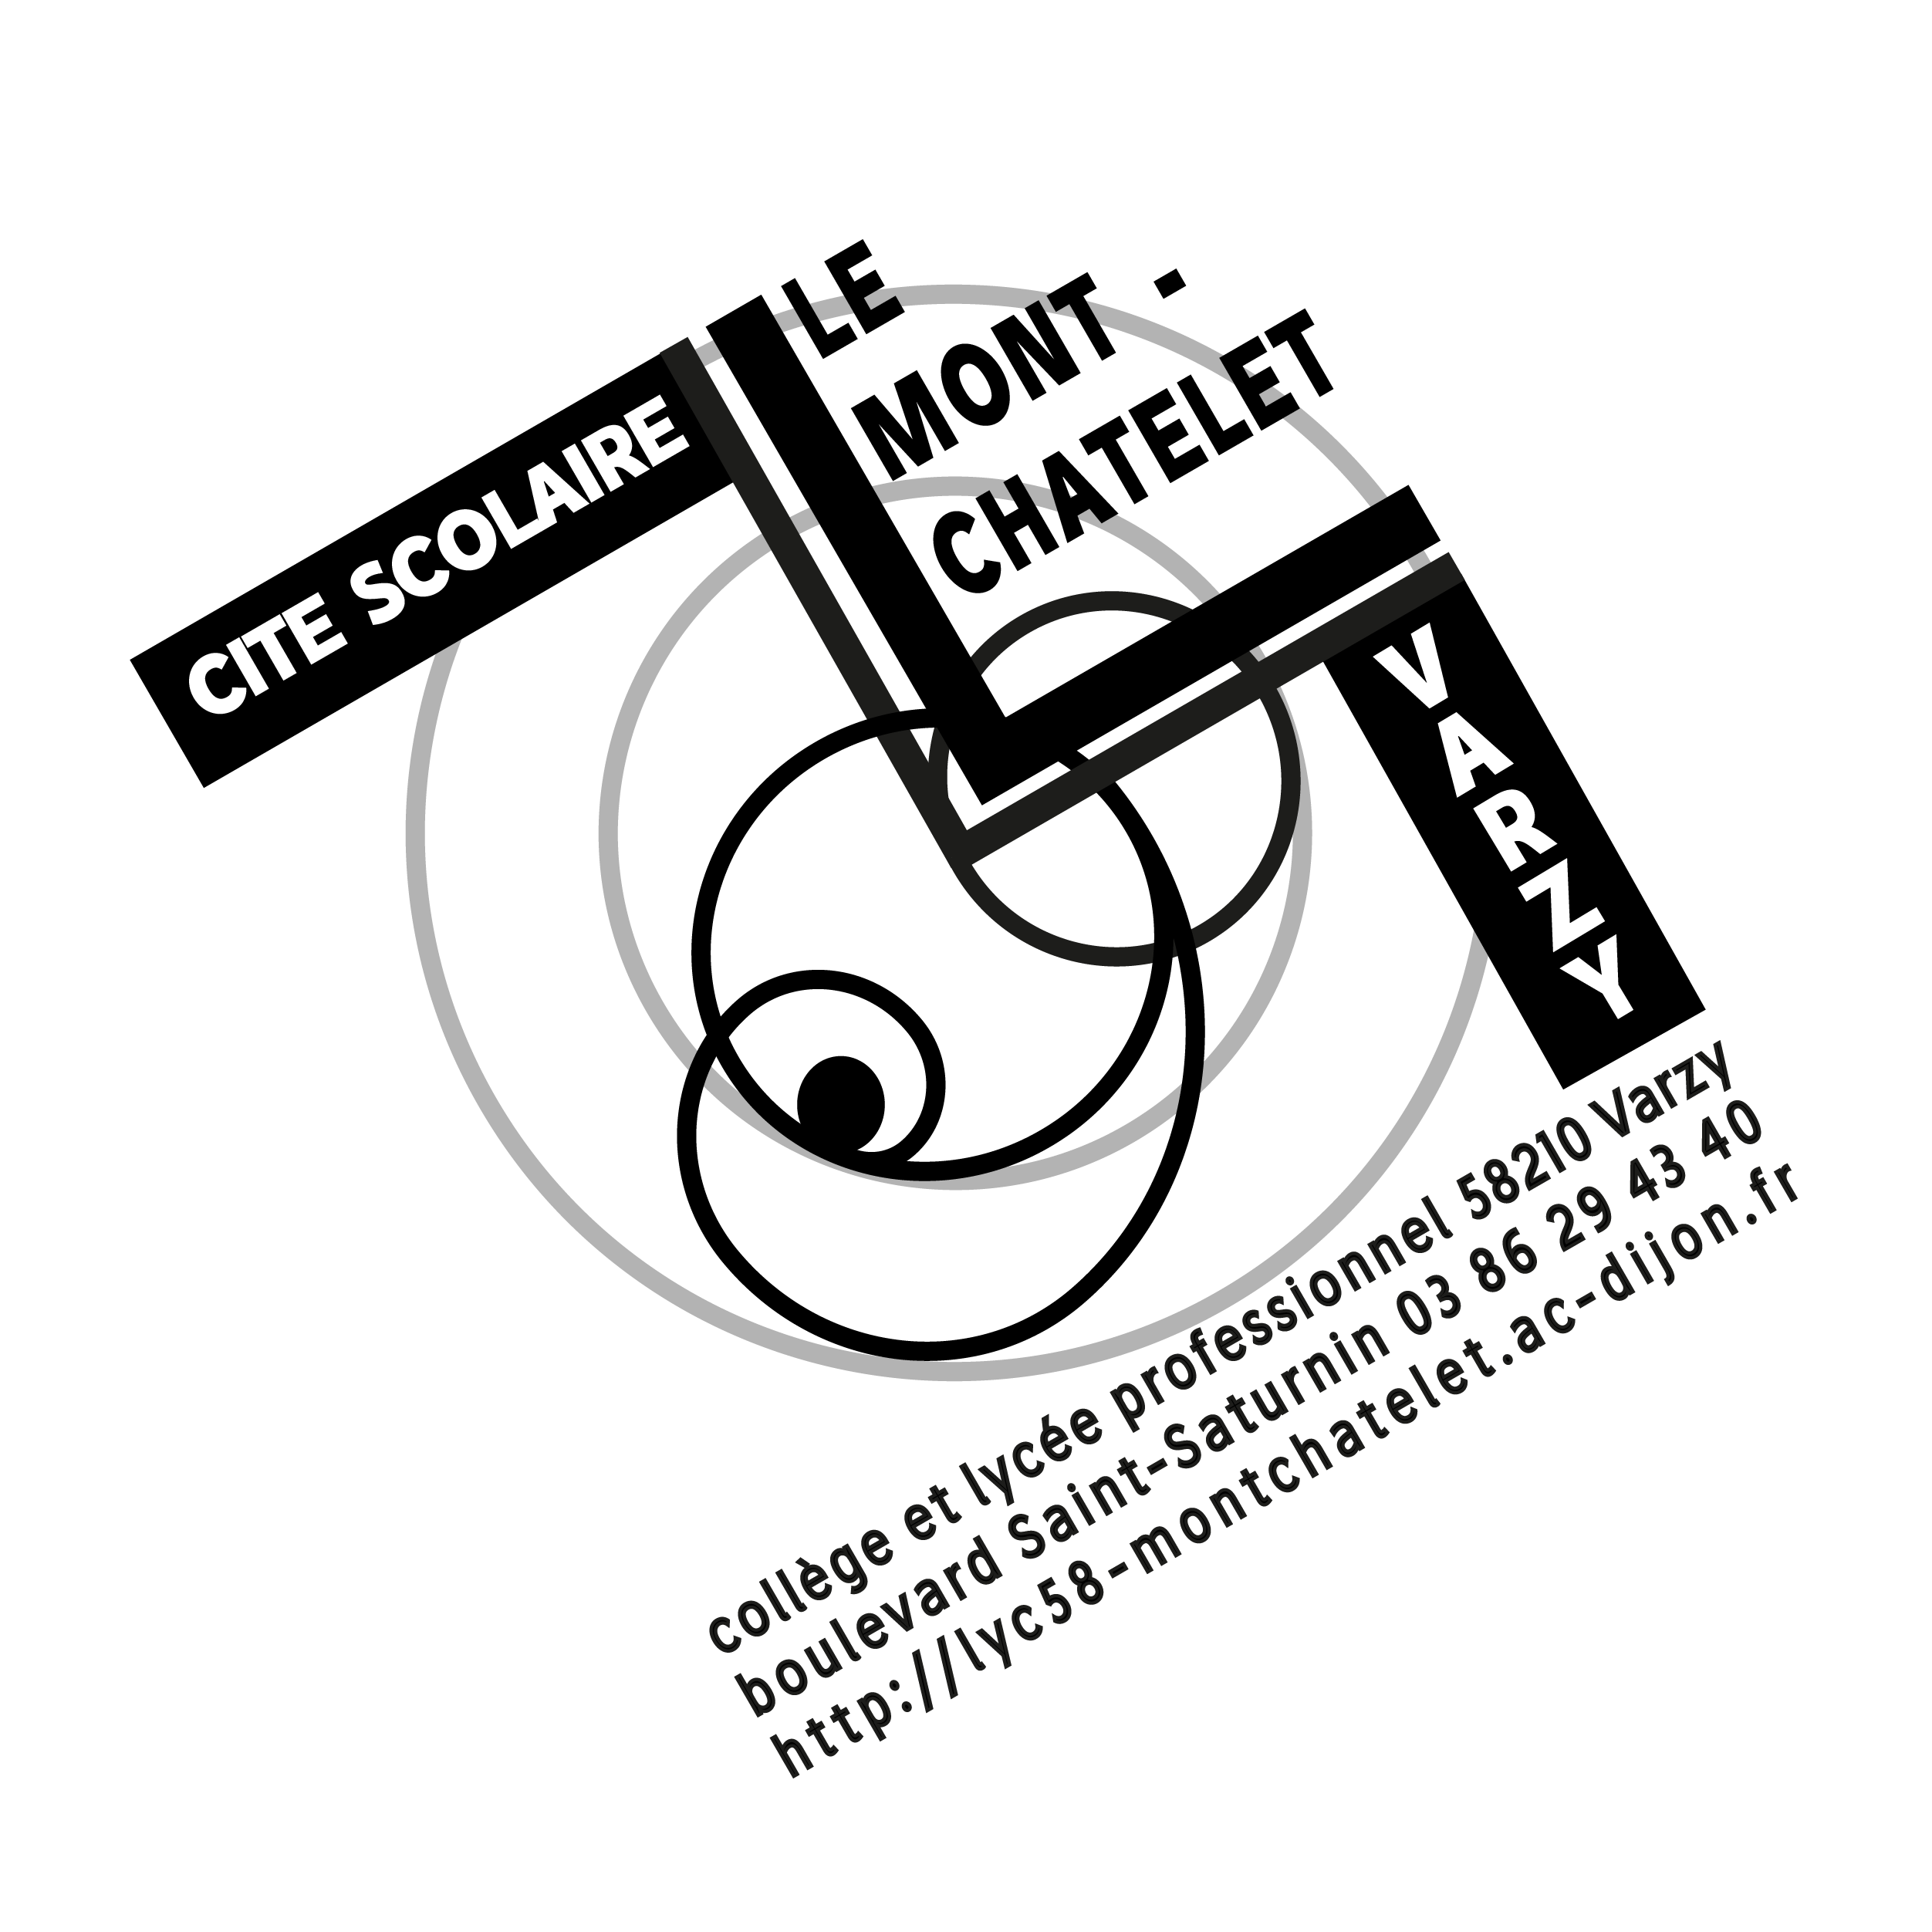 CITE SCOLAIRE
LE
MONT -
CHATELET
VARZY
collège et lycée professionnel 58210 Varzy
boulevard Saint-Saturnin 03 86 29 43 40
http://lyc58-montchatelet.ac-dijon.fr